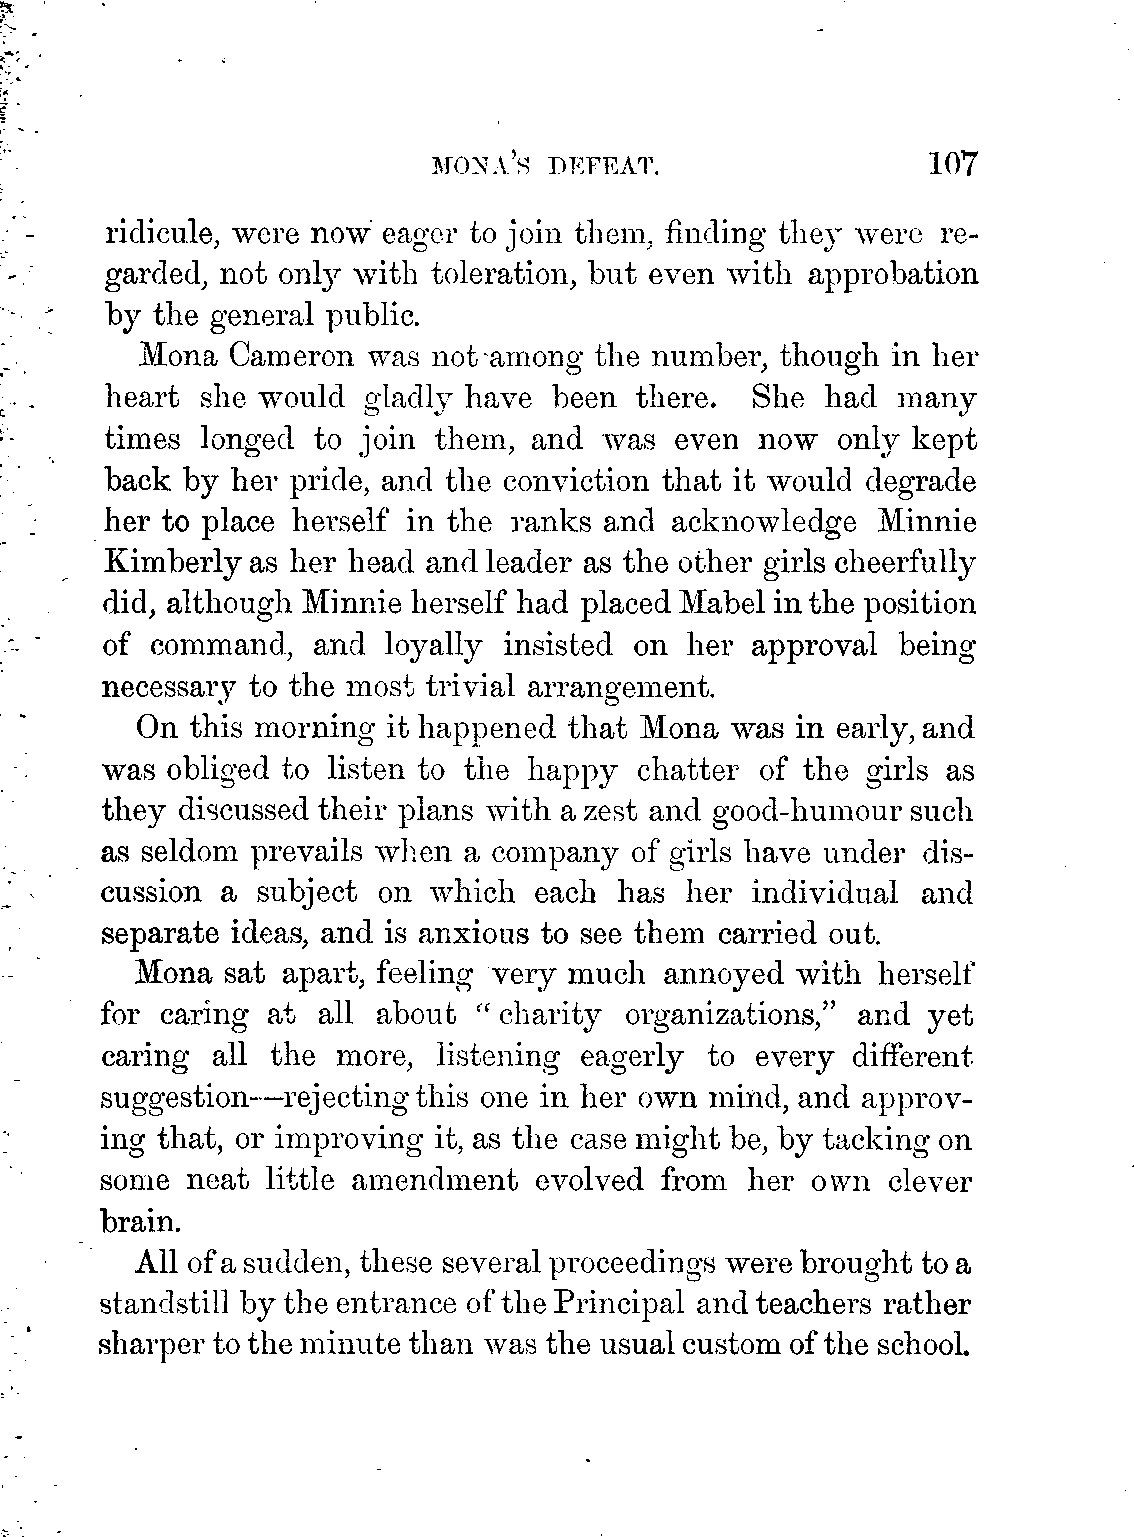 MONA'S DEFEAT. 107
ridicule, were now eager to join them, finding they were re-
garded, not only with toleration, but even with approbation
by the general public.
Mona Cameron was not among the number, though in her
heart she would gladly have been there. She had many
times longed to join them, and was even now only kept
back by her pride, and the conviction that it would degrade
her to place herself in the ranks and acknowledge Minnie
Kimberly as her head and leader as the other girls cheerfully
did, although Minnie herself had placed Mabel in the position
of command, and loyally insisted on her approval being
necessary to the most trivial arrangement.
On this morning it happened that Mona was in early, and
was obliged to listen to the happy chatter of the girls as
they discussed their plans with a zest and good-humour such
as seldom prevails when a company of girls have under dis-
cussion a subject on which each has her individual and
separate ideas, and is anxious to see them carried out.
Mona sat apart, feeling very much annoyed with herself
for caring at all about "charity organizations," and yet
caring all the more, listening eagerly to every different
suggestion—rejecting this one in her own mind, and approv-
ing that, or improving it, as the case might be, by tacking on
some neat little amendment evolved from her own clever
brain.
All of a sudden, these several proceedings were brought to a
standstill by the entrance of the Principal and teachers rather
sharper to the minute than was the usual custom of the school.